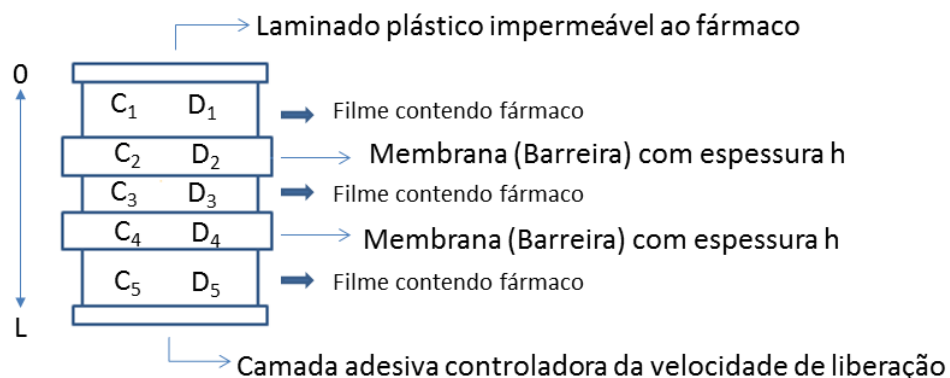 Laminado plástico impermeável ao fármaco
0
C₁ D₁
Filme contendo fármaco
C₂ D₂
Membrana (Barreira) com espessura h
C₃ D₃
Filme contendo fármaco
C₄ D₄
Membrana (Barreira) com espessura h
C₅ D₅
Filme contendo fármaco
L
Camada adesiva controladora da velocidade de liberação